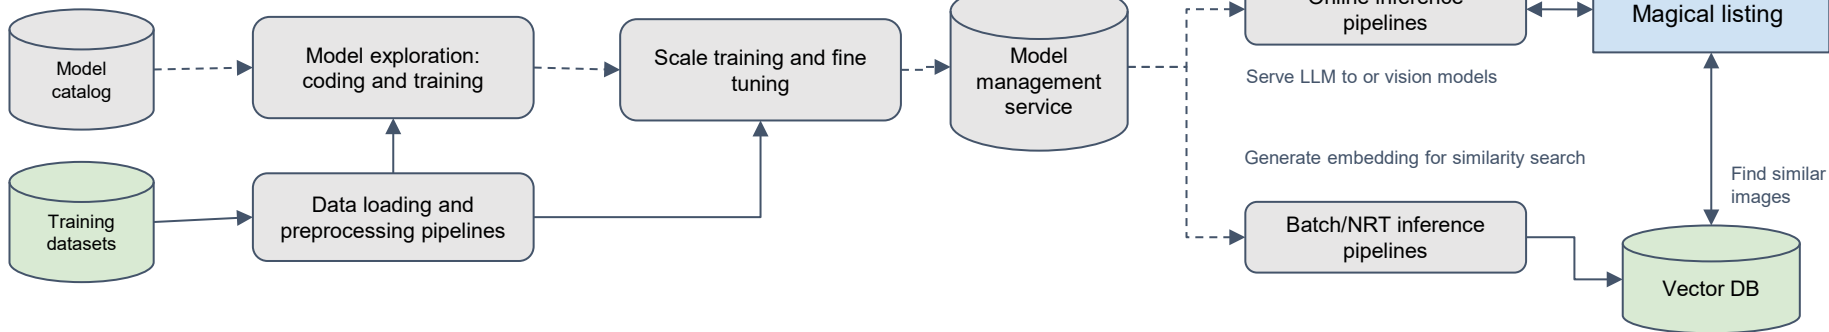 Model
catalog
Model exploration:
coding and training
Scale training and fine
tuning
Model
management
service
Online inference
pipelines
Magical listing
Serve LLM to or vision models
Generate embedding for similarity search
Find similar
images
Training
datasets
Data loading and
preprocessing pipelines
Batch/NRT inference
pipelines
Vector DB